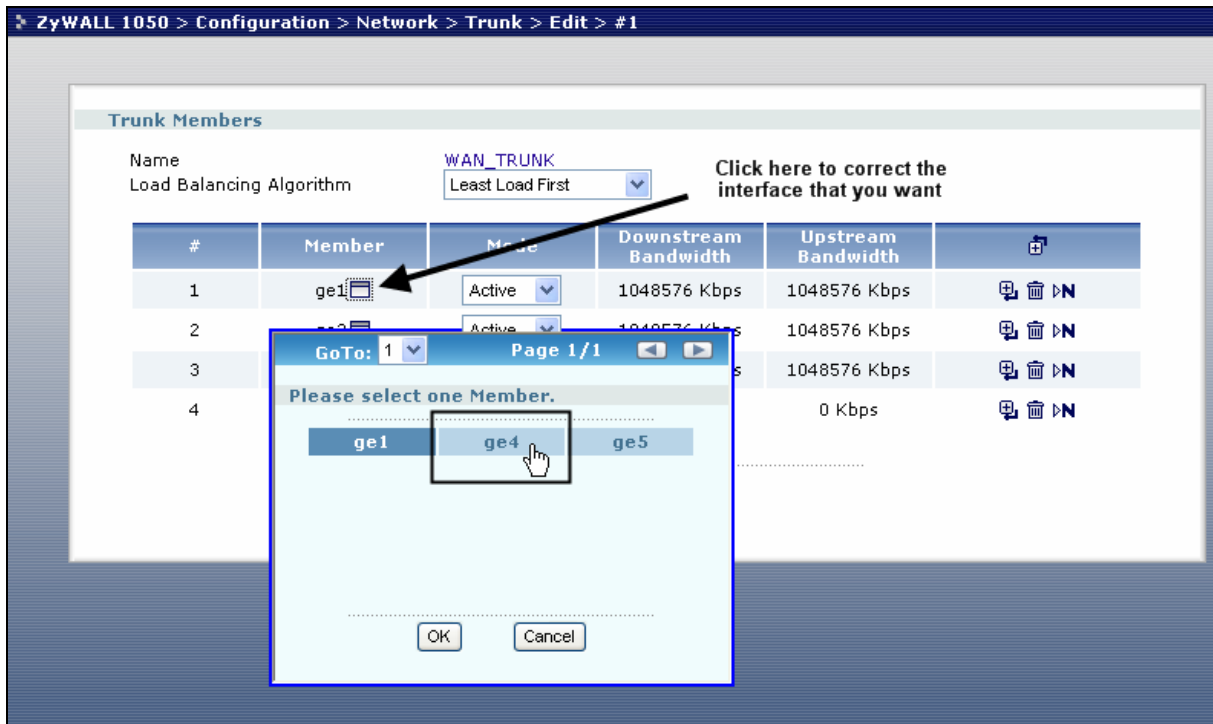 ZyWALL 1050 > Configuration > Network > Trunk > Edit > #1
Trunk Members
Name WAN_TRUNK
Load Balancing Algorithm Least Load First
Click here to correct the
interface that you want
# Member Mode Downstream Bandwidth Upstream Bandwidth
1 ge1 Active 1048576 Kbps 1048576 Kbps N
2 Active 1048576 Kbps 1048576 Kbps N
3 s 1048576 Kbps N
4 0 Kbps N
GoTo: 1 Page 1/1
Please select one Member.
ge1 ge4 ge5
OK Cancel